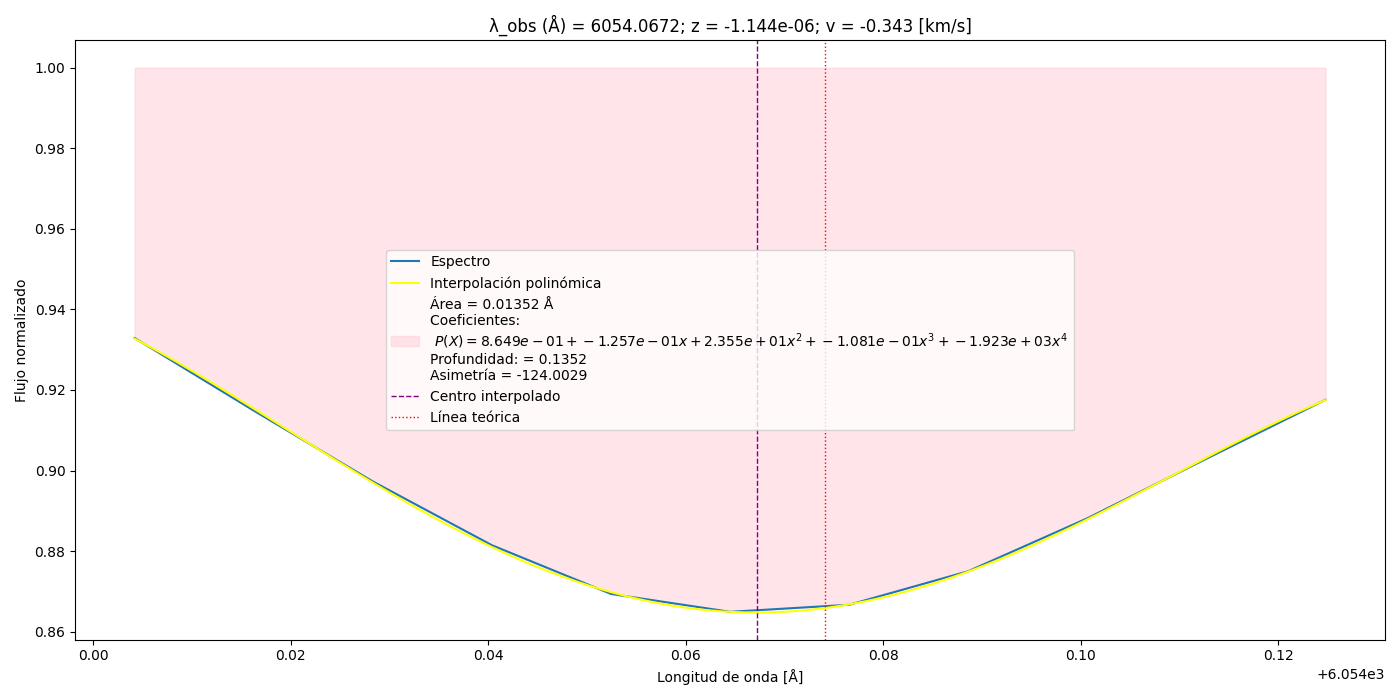 λ_obs (Å) = 6054.0672; z = -1.144e-06; v = -0.343 [km/s]
Flujo normalizado
1.00
0.98
0.96
0.94
0.92
0.90
0.88
0.86
Espectro
Interpolación polinómica
Área = 0.01352 Å
Coeficientes:
P(X) = 8.649e − 01 + −1.257e − 01x + 2.355e + 01x² + −1.081e − 01x³ + −1.923e + 03x⁴
Profundidad: = 0.1352
Asimetría = -124.0029
Centro interpolado
Línea teórica
0.00 0.02 0.04 0.06 0.08 0.10 0.12
+6.054e3
Longitud de onda [Å]